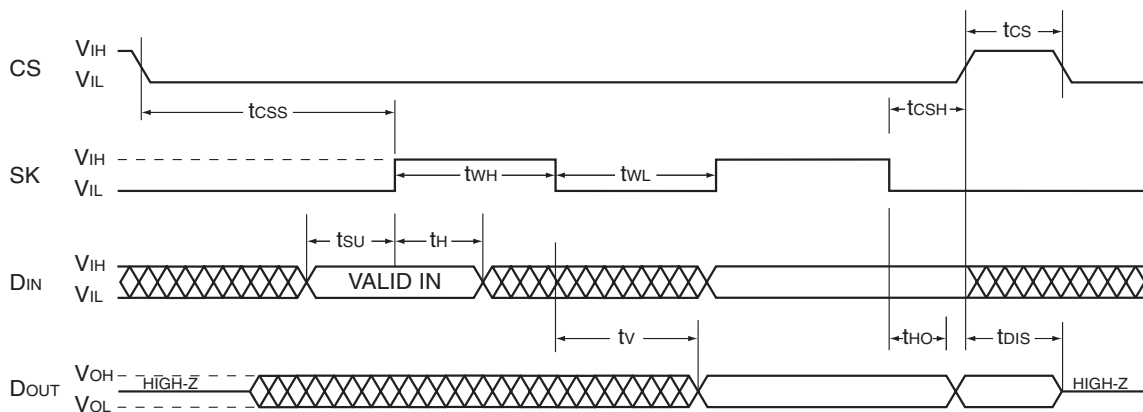 CS
VIH
VIL
tCS
tCSS
tCSH
SK
VIH
VIL
tWH
tWL
DIN
VIH
VIL
tSU
tH
VALID IN
tV
tHO
tDIS
DOUT
VOH
VOL
HIGH-Z
HIGH-Z